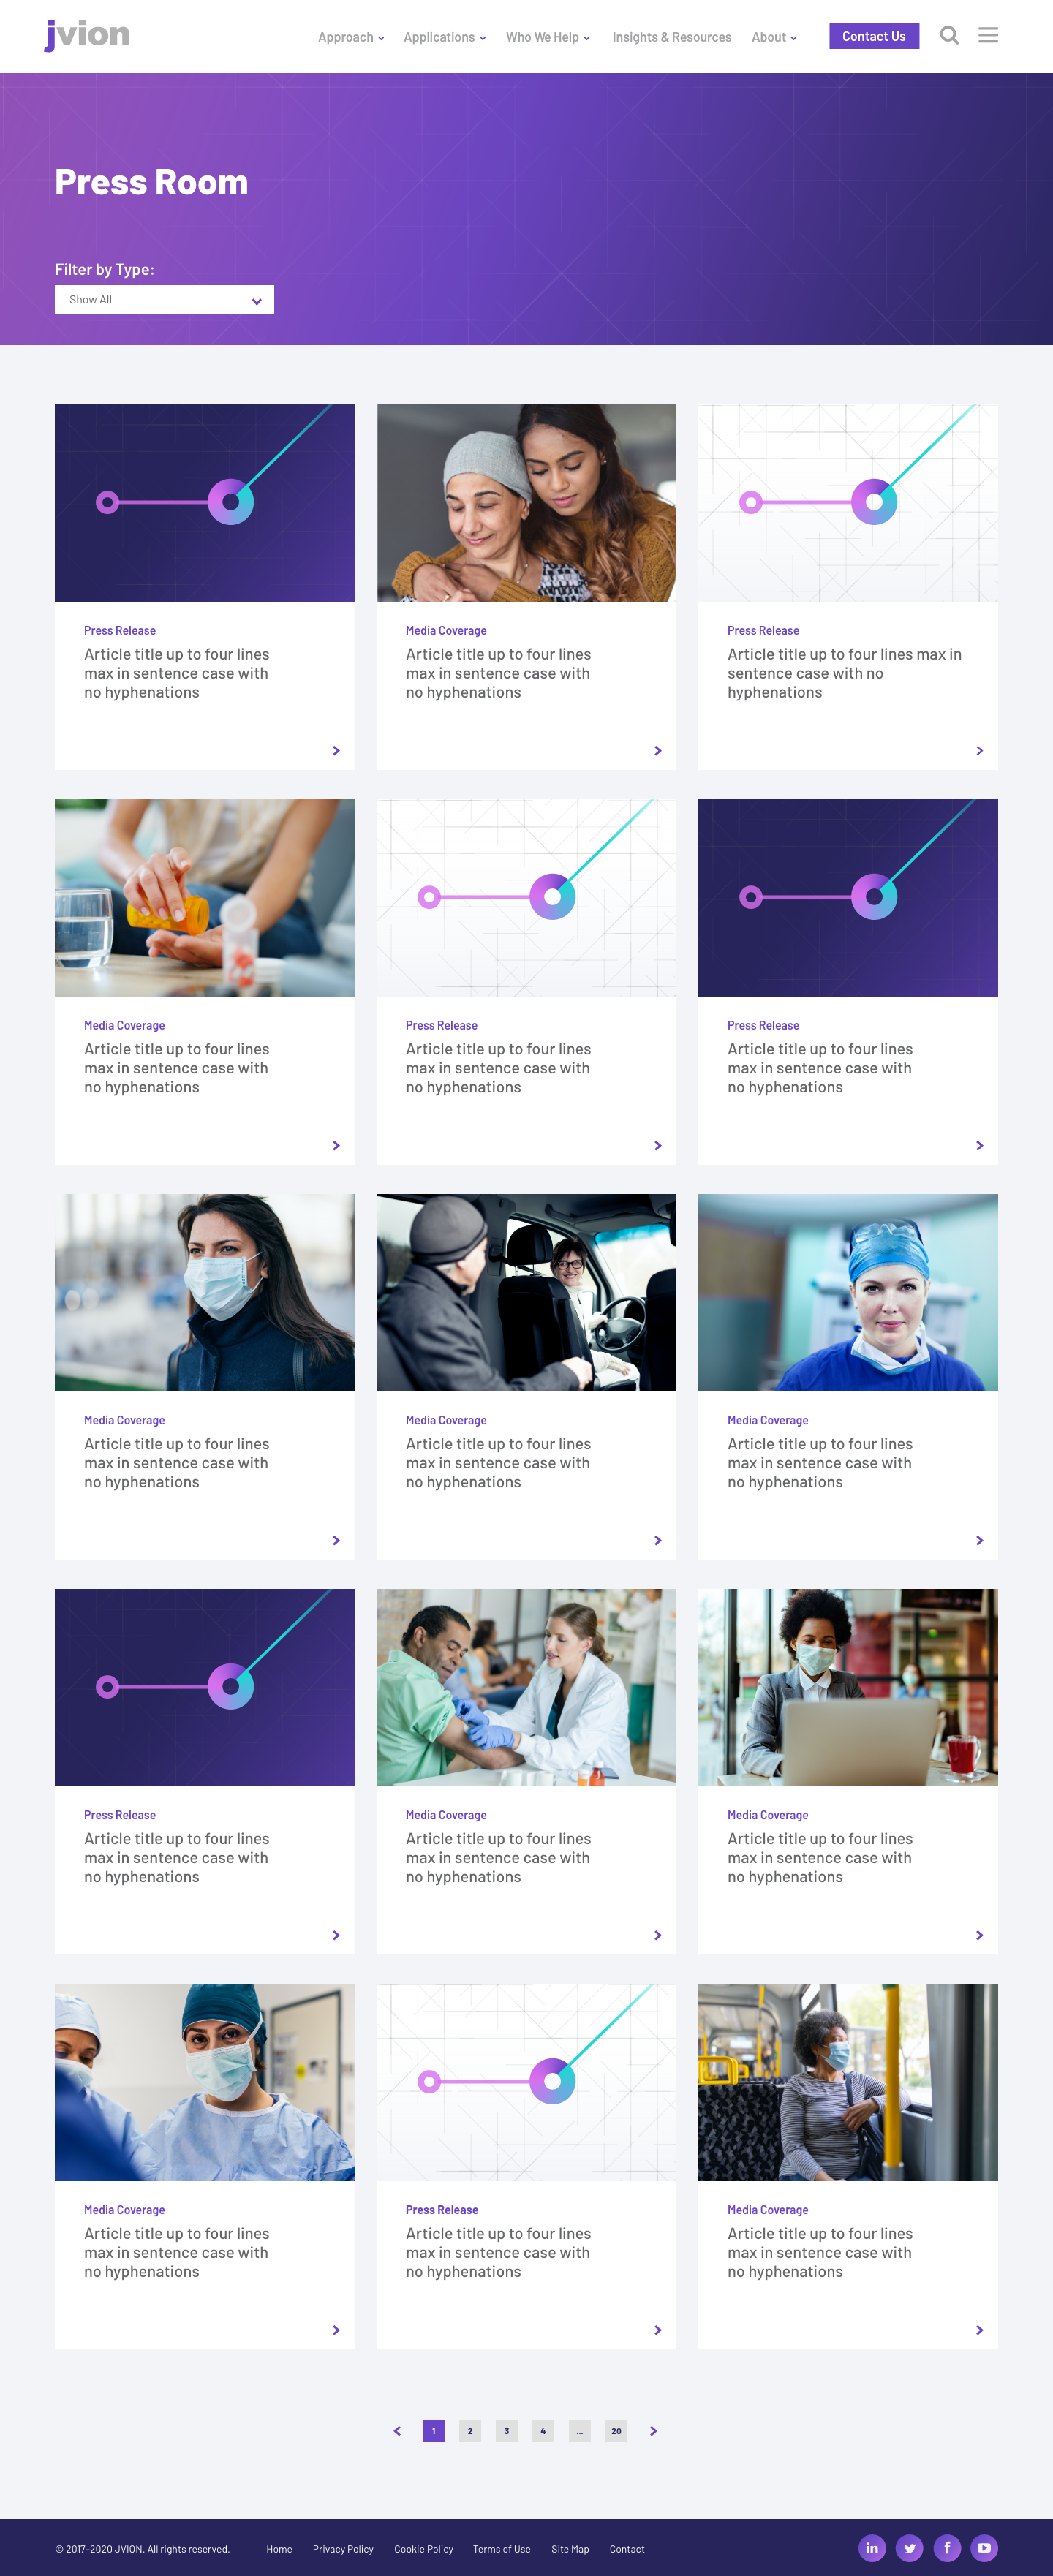 jvion
Approach
Applications
Who We Help
Insights & Resources
About
Contact Us
Press Room
Filter by Type:
Show All
Press Release
Article title up to four lines
max in sentence case with
no hyphenations
Media Coverage
Article title up to four lines
max in sentence case with
no hyphenations
Press Release
Article title up to four lines max in
sentence case with no
hyphenations
Media Coverage
Article title up to four lines
max in sentence case with
no hyphenations
Press Release
Article title up to four lines
max in sentence case with
no hyphenations
Press Release
Article title up to four lines
max in sentence case with
no hyphenations
Media Coverage
Article title up to four lines
max in sentence case with
no hyphenations
Media Coverage
Article title up to four lines
max in sentence case with
no hyphenations
Media Coverage
Article title up to four lines
max in sentence case with
no hyphenations
Press Release
Article title up to four lines
max in sentence case with
no hyphenations
Media Coverage
Article title up to four lines
max in sentence case with
no hyphenations
Media Coverage
Article title up to four lines
max in sentence case with
no hyphenations
Media Coverage
Article title up to four lines
max in sentence case with
no hyphenations
Press Release
Article title up to four lines
max in sentence case with
no hyphenations
Media Coverage
Article title up to four lines
max in sentence case with
no hyphenations
1 2 3 4 ... 20
© 2017-2020 JVION. All rights reserved. Home Privacy Policy Cookie Policy Terms of Use Site Map Contact